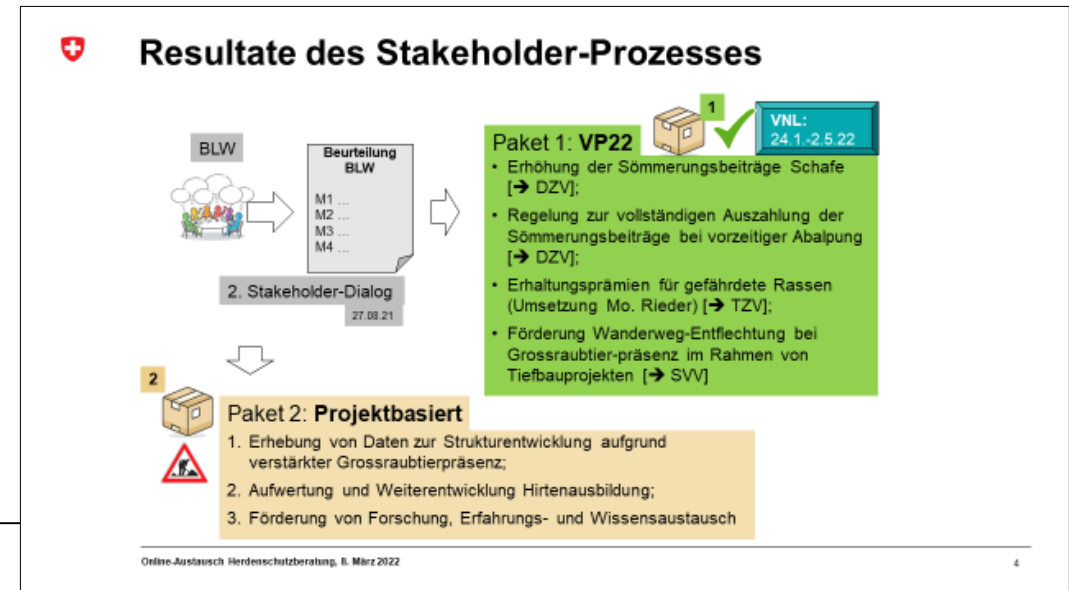 Resultate des Stakeholder-Prozesses
BLW
Beurteilung
BLW
M1 ...
M2 ...
M3 ...
M4 ...
2. Stakeholder-Dialog
27.08.21
1
VNL:
24.1.-2.5.22
Paket 1: VP22
• Erhöhung der Sömmerungsbeiträge Schafe
[➔ DZV];
• Regelung zur vollständigen Auszahlung der
Sömmerungsbeiträge bei vorzeitiger Abalpung
[➔ DZV];
• Erhaltungsprämien für gefährdete Rassen
(Umsetzung Mo. Rieder) [➔ TZV];
• Förderung Wanderweg-Entflechtung bei
Grossraubtier-präsenz im Rahmen von
Tiefbauprojekten [➔ SVV]
2
Paket 2: Projektbasiert
1. Erhebung von Daten zur Strukturentwicklung aufgrund
verstärkter Grossraubtierpräsenz;
2. Aufwertung und Weiterentwicklung Hirtenausbildung;
3. Förderung von Forschung, Erfahrungs- und Wissensaustausch
Online-Austausch Herdenschutzberatung, 8. März 2022
4